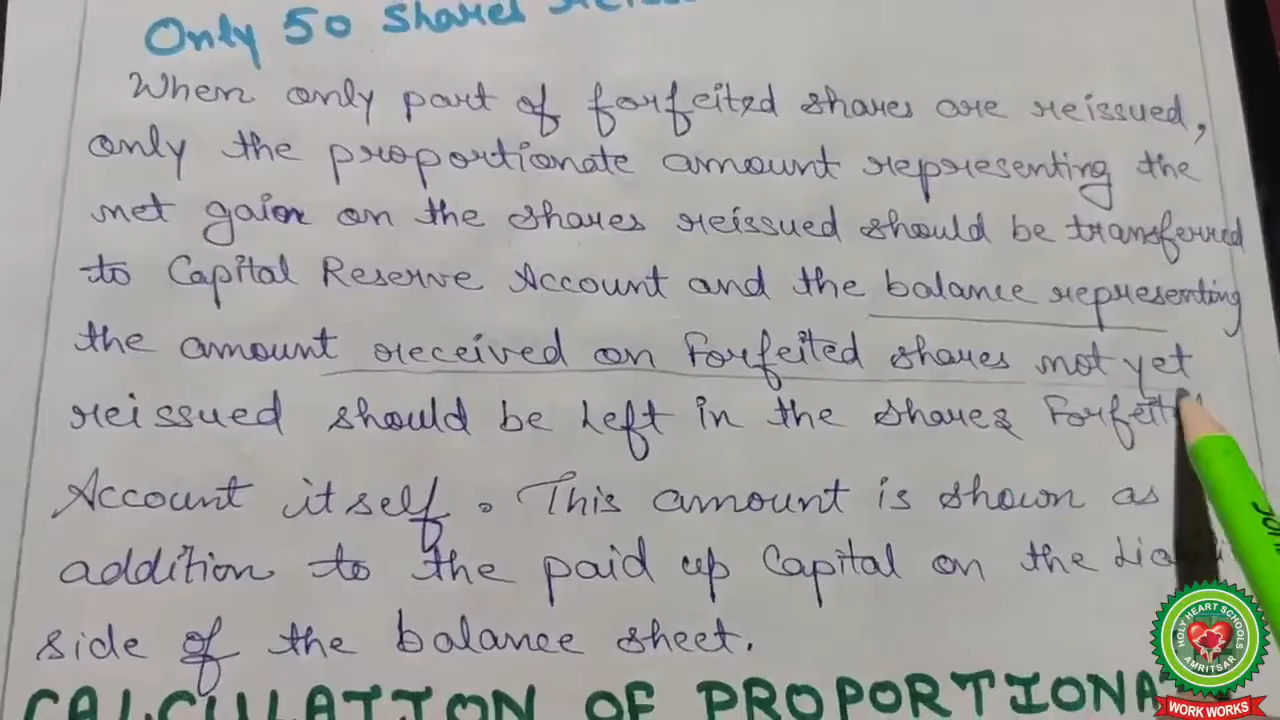 Only 50 Shares
When only part of forfeited shares are reissued,
only the proportionate amount representing the
net gain on the shares reissued should be transferred
to Capital Reserve Account and the balance representing
the amount received on Forfeited shares not yet
reissued should be left in the shares
Account itself. This amount is shown as
addition to the paid up Capital on the
side of the balance sheet.
CALCULATION OF
HOLY HEART SCHOOLS
AMRITSAR
WORK WORKS